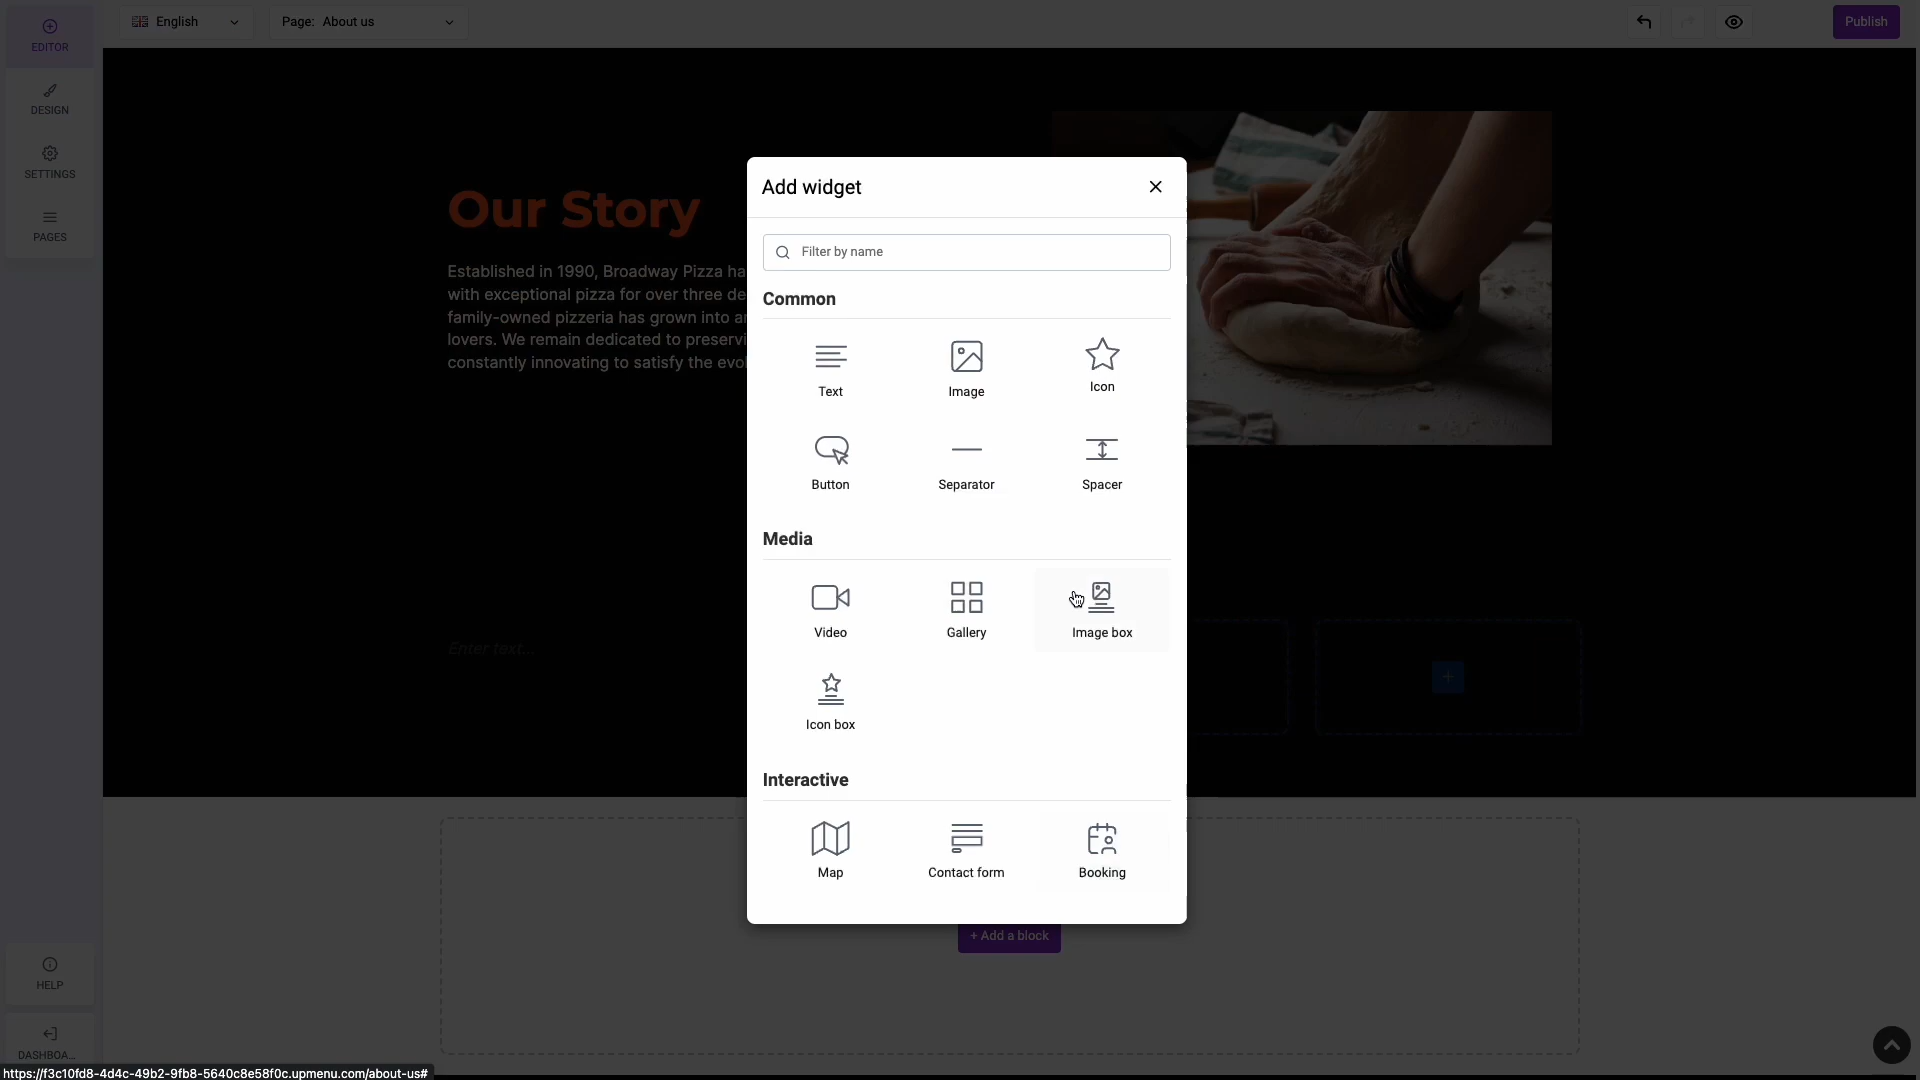 EDITOR
DESIGN
SETTINGS
PAGES
HELP
DASHBOA...
English
Page: About us
Publish
Our Story
Established in 1990, Broadway Pizza ha
with exceptional pizza for over three de
family-owned pizzeria has grown into ar
lovers. We remain dedicated to preservi
constantly innovating to satisfy the evol
Enter text...
Add widget
Filter by name
Common
Text
Image
Icon
Button
Separator
Spacer
Media
Video
Gallery
Image box
Icon box
Interactive
Map
Contact form
Booking
+ Add a block
https://f3c10fd8-4d4c-49b2-9fb8-5640c8e58f0c.upmenu.com/about-us#